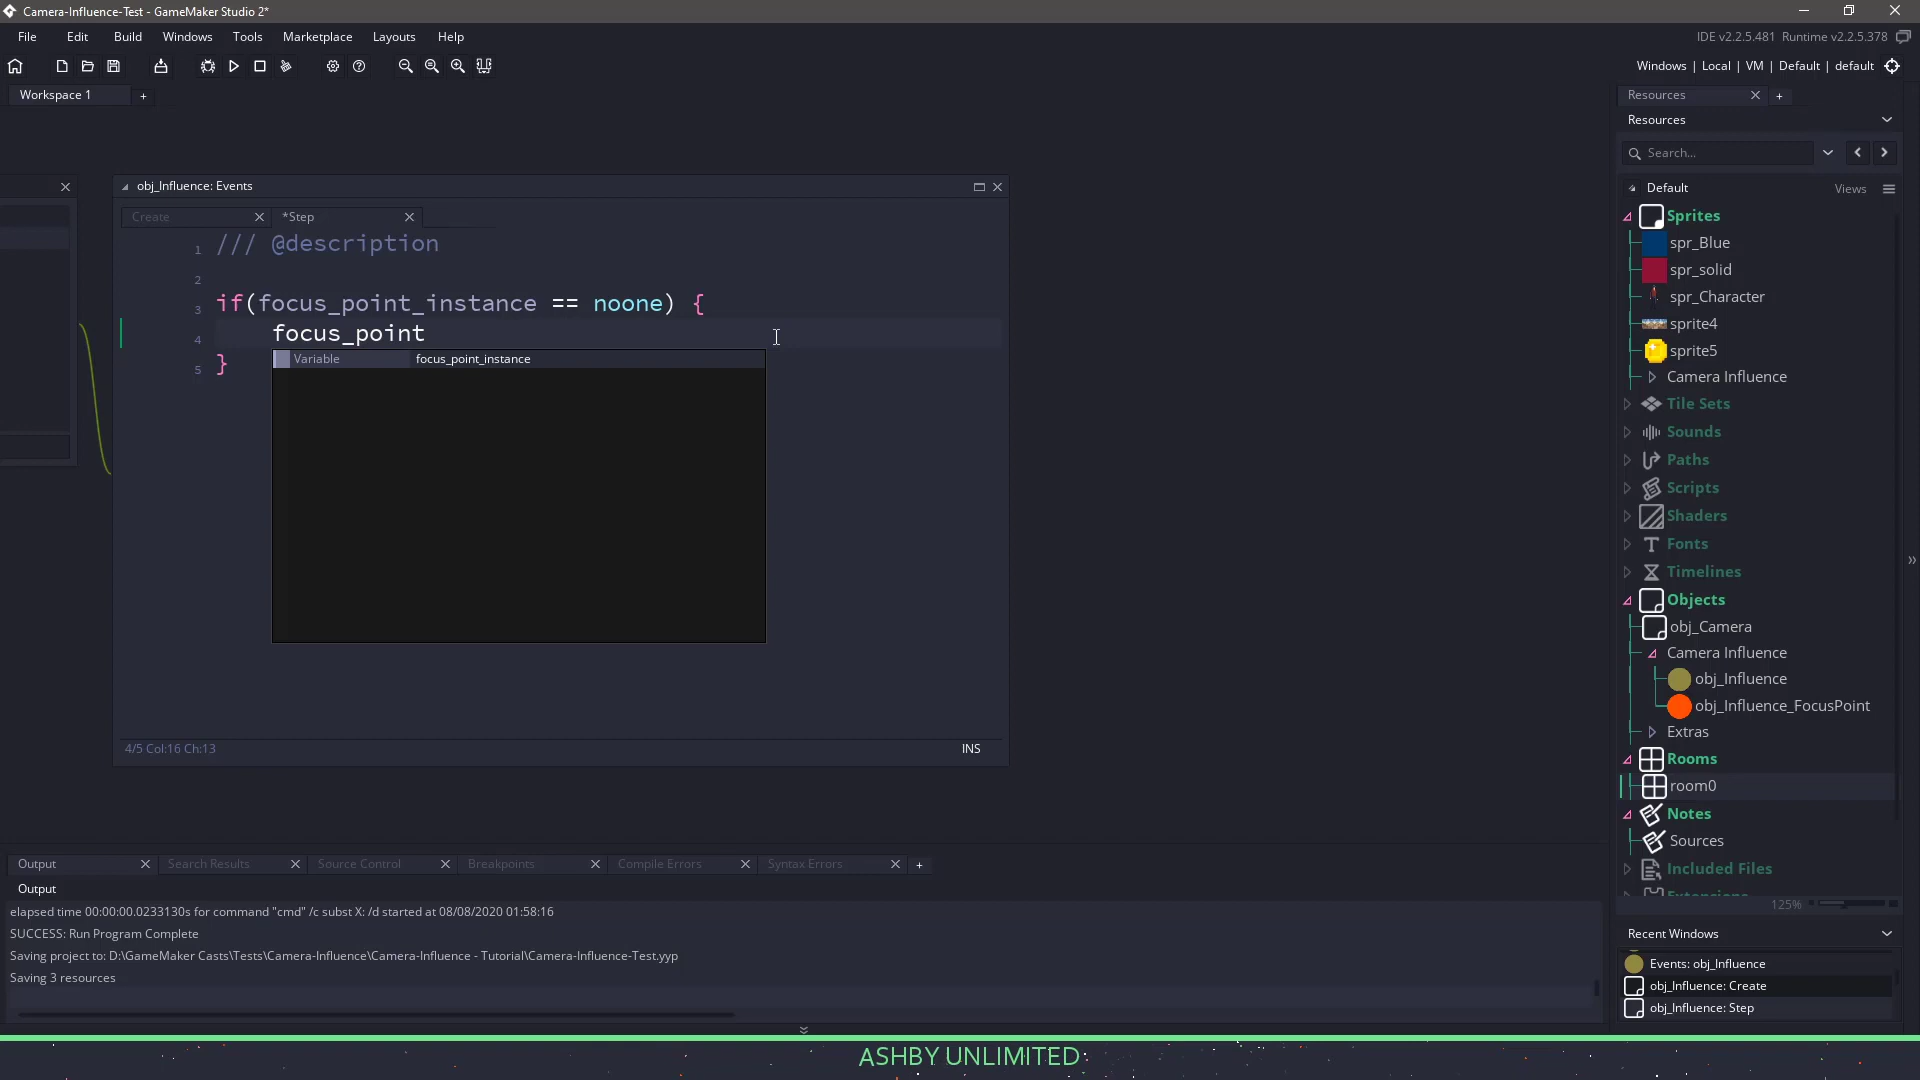 Camera-Influence-Test - GameMaker Studio 2*
File Edit Build Windows Tools Marketplace Layouts Help
IDE v2.2.5.481 Runtime v2.2.5.378
Windows | Local | VM | Default | default
Workspace 1 +
Resources +
Resources
Search...
obj_Influence: Events
Default Views
Create *Step
Sprites
1 /// @description
spr_Blue
2
spr_solid
3 if(focus_point_instance == noone) {
spr_Character
sprite4
4 focus_point
sprite5
Variable focus_point_instance
5 }
Camera Influence
Tile Sets
Sounds
Paths
Scripts
Shaders
Fonts
Timelines
Objects
obj_Camera
Camera Influence
obj_Influence
obj_Influence_FocusPoint
Extras
4/5 Col:16 Ch:13 INS
Rooms
room0
Notes
Sources
Included Files
Extensions
125%
Output Search Results Source Control Breakpoints Compile Errors Syntax Errors +
Output
elapsed time 00:00:00.0233130s for command "cmd" /c subst X: /d started at 08/08/2020 01:58:16
SUCCESS: Run Program Complete
Saving project to: D:\GameMaker Casts\Tests\Camera-Influence\Camera-Influence - Tutorial\Camera-Influence-Test.yyp
Saving 3 resources
Recent Windows
Events: obj_Influence
obj_Influence: Create
obj_Influence: Step
ASHBY UNLIMITED